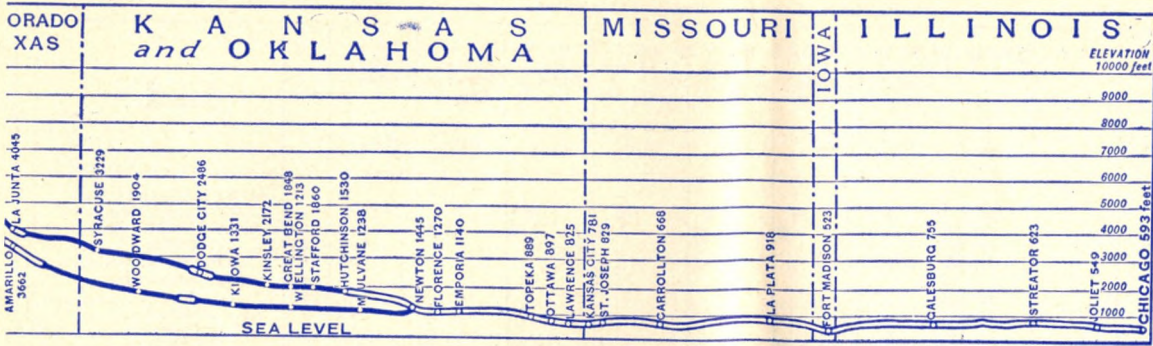 ORADO
XAS
K A N S A S
and OKLAHOMA
MISSOURI
IOWA
ILLINOIS
ELEVATION
10000 feet
9000
8000
7000
6000
5000
4000
3000
2000
1000
LA JUNTA 4045
AMARILLO
3662
SYRACUSE 3229
WOODWARD 1904
DODGE CITY 2486
KIOWA 1331
KINSLEY 2172
GREAT BEND 1848
WELLINGTON 1213
STAFFORD 1860
HUTCHINSON 1530
MULVANE 1238
NEWTON 1445
FLORENCE 1270
EMPORIA 1140
TOPEKA 889
OTTAWA 897
LAWRENCE 825
KANSAS CITY 781
ST. JOSEPH 829
CARROLLTON 668
LA PLATA 918
FORT MADISON 523
GALESBURG 755
STREATOR 623
JOLIET 549
CHICAGO 593 feet
SEA LEVEL